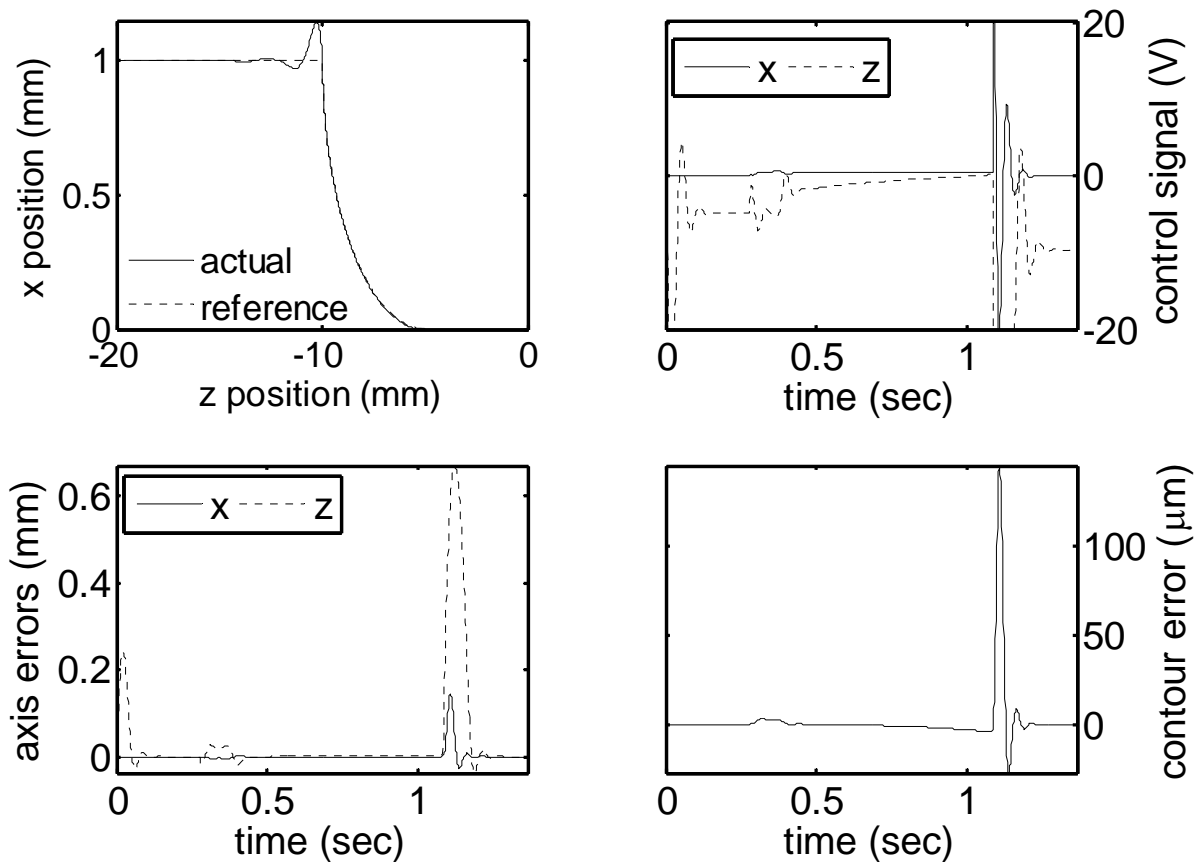 x position (mm)
1
0.5
0
actual
reference
-20
-10
0
z position (mm)
x
z
20
0
-20
control signal (V)
0
0.5
1
time (sec)
axis errors (mm)
0.6
0.4
0.2
0
x
z
0
0.5
1
time (sec)
100
50
0
contour error (μm)
0
0.5
1
time (sec)